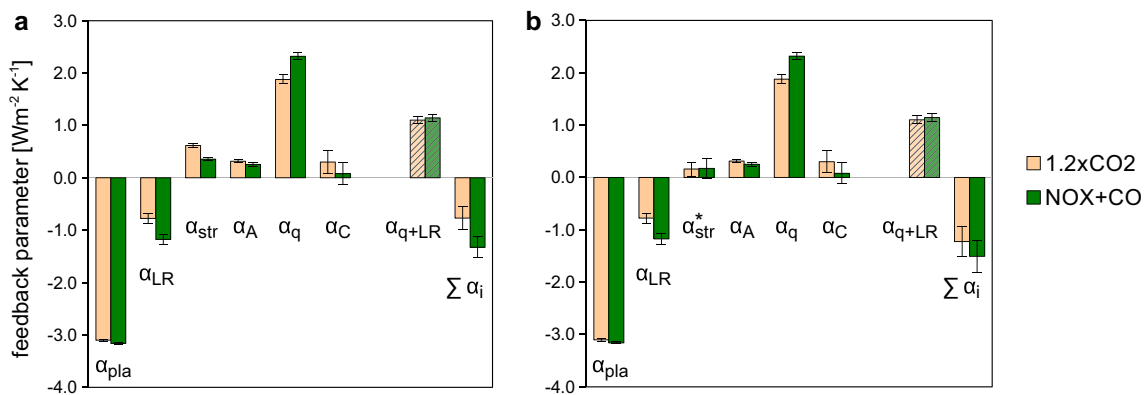 a
feedback parameter [Wm⁻² K⁻¹]
3.0
2.0
1.0
0.0
-1.0
-2.0
-3.0
-4.0
α_str α_A α_q α_C α_q+LR
α_LR
∑ α_i
α_pla
b
3.0
2.0
1.0
0.0
-1.0
-2.0
-3.0
-4.0
α*_str α_A α_q α_C α_q+LR
α_LR
∑ α_i
α_pla
1.2xCO2
NOX+CO